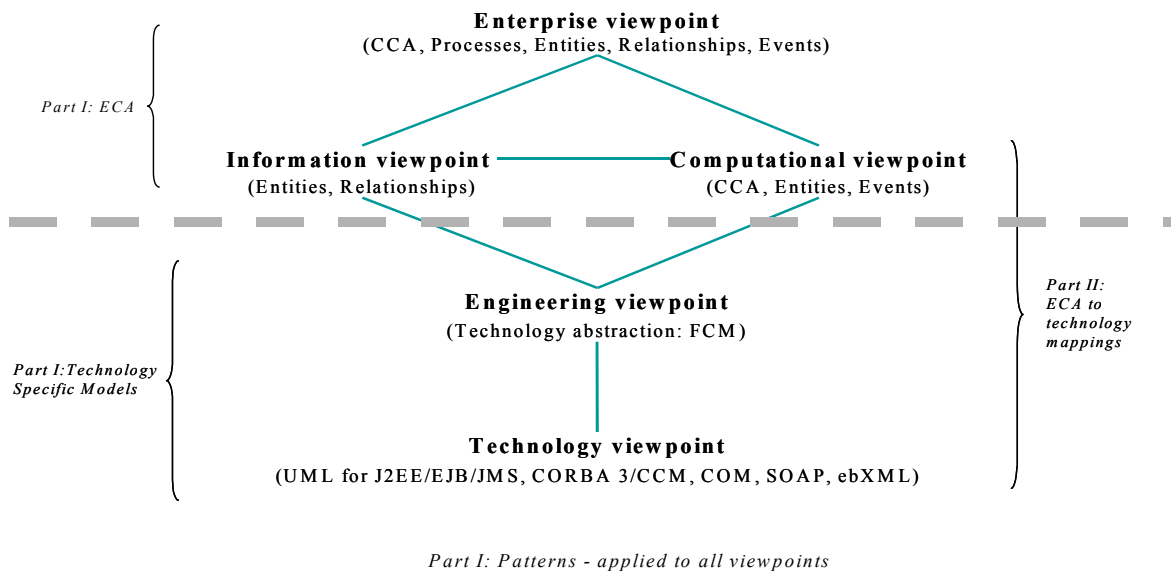 Enterprise viewpoint
(CCA, Processes, Entities, Relationships, Events)
Part I: ECA
Information viewpoint
(Entities, Relationships)
Computational viewpoint
(CCA, Entities, Events)
Engineering viewpoint
(Technology abstraction: FCM)
Part II:
ECA to
technology
mappings
Part I:Technology
Specific Models
Technology viewpoint
(UML for J2EE/EJB/JMS, CORBA 3/CCM, COM, SOAP, ebXML)
Part I: Patterns - applied to all viewpoints